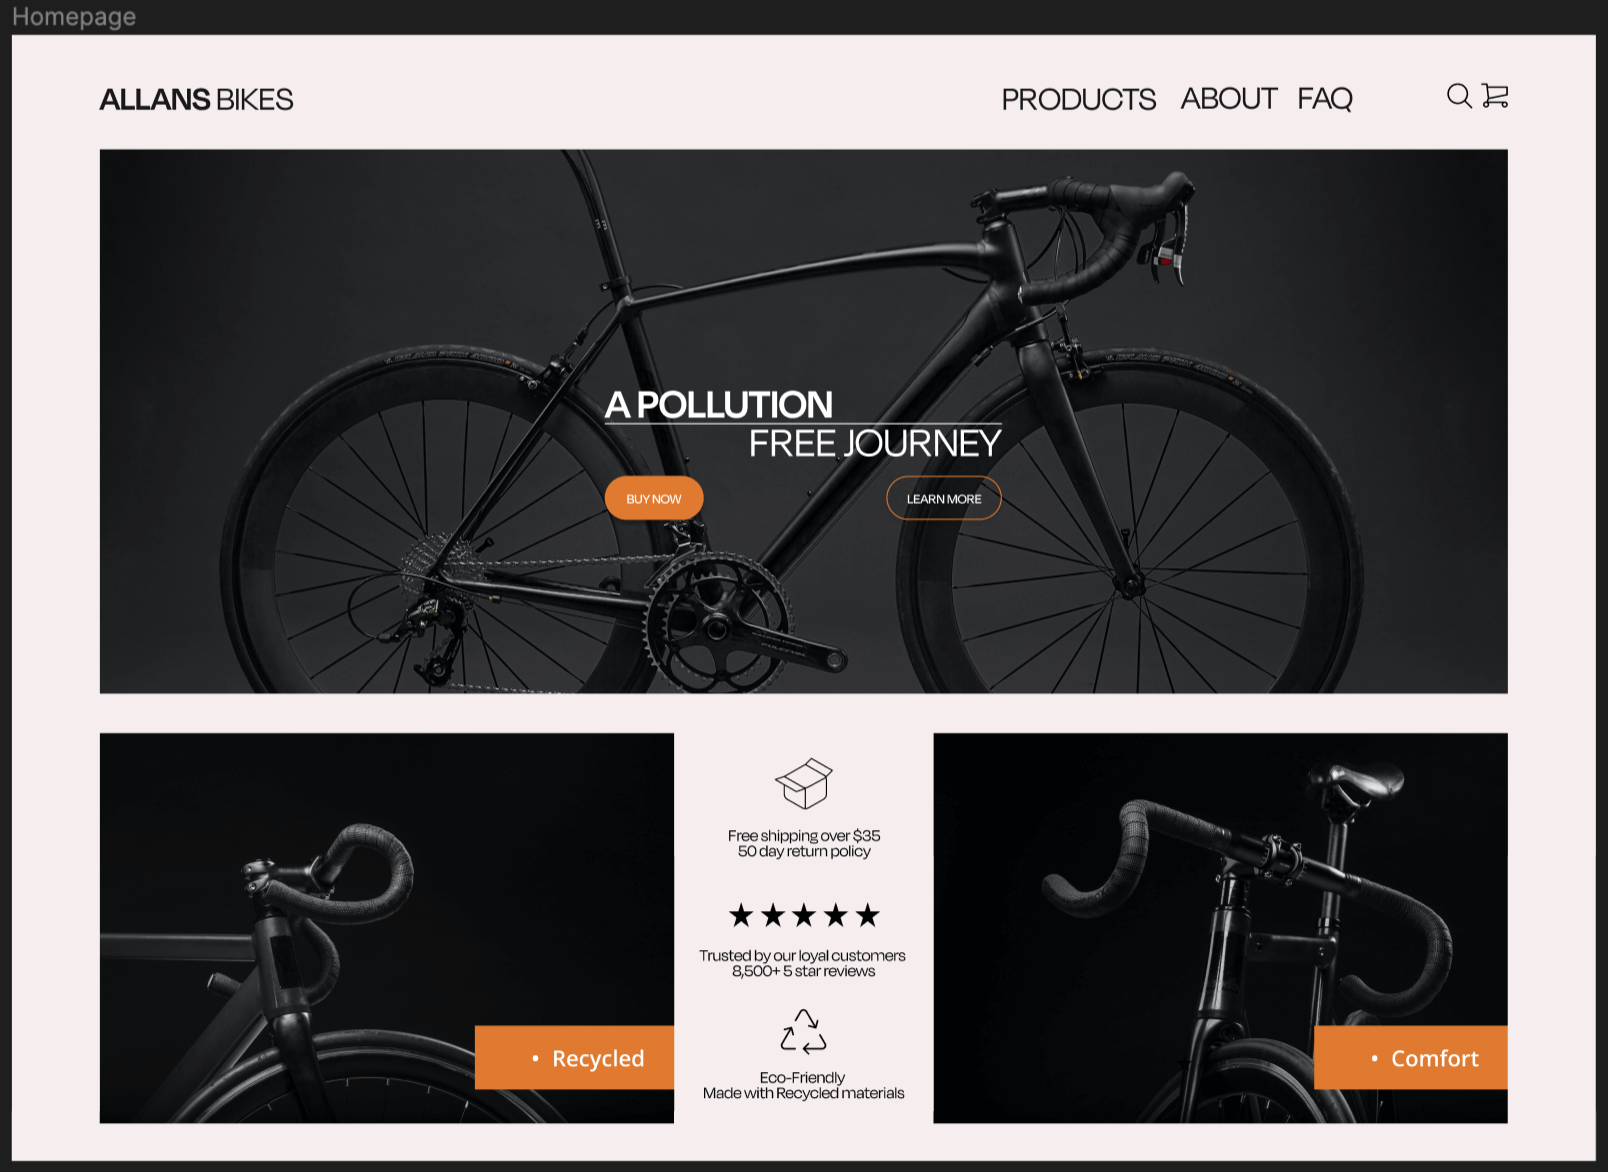 Homepage
ALLANS BIKES
PRODUCTS ABOUT FAQ
A POLLUTION
FREE JOURNEY
BUY NOW
LEARN MORE
Free shipping over $35
50 day return policy
Trusted by our loyal customers
8,500+ 5 star reviews
Eco-Friendly
Made with Recycled materials
• Recycled
• Comfort